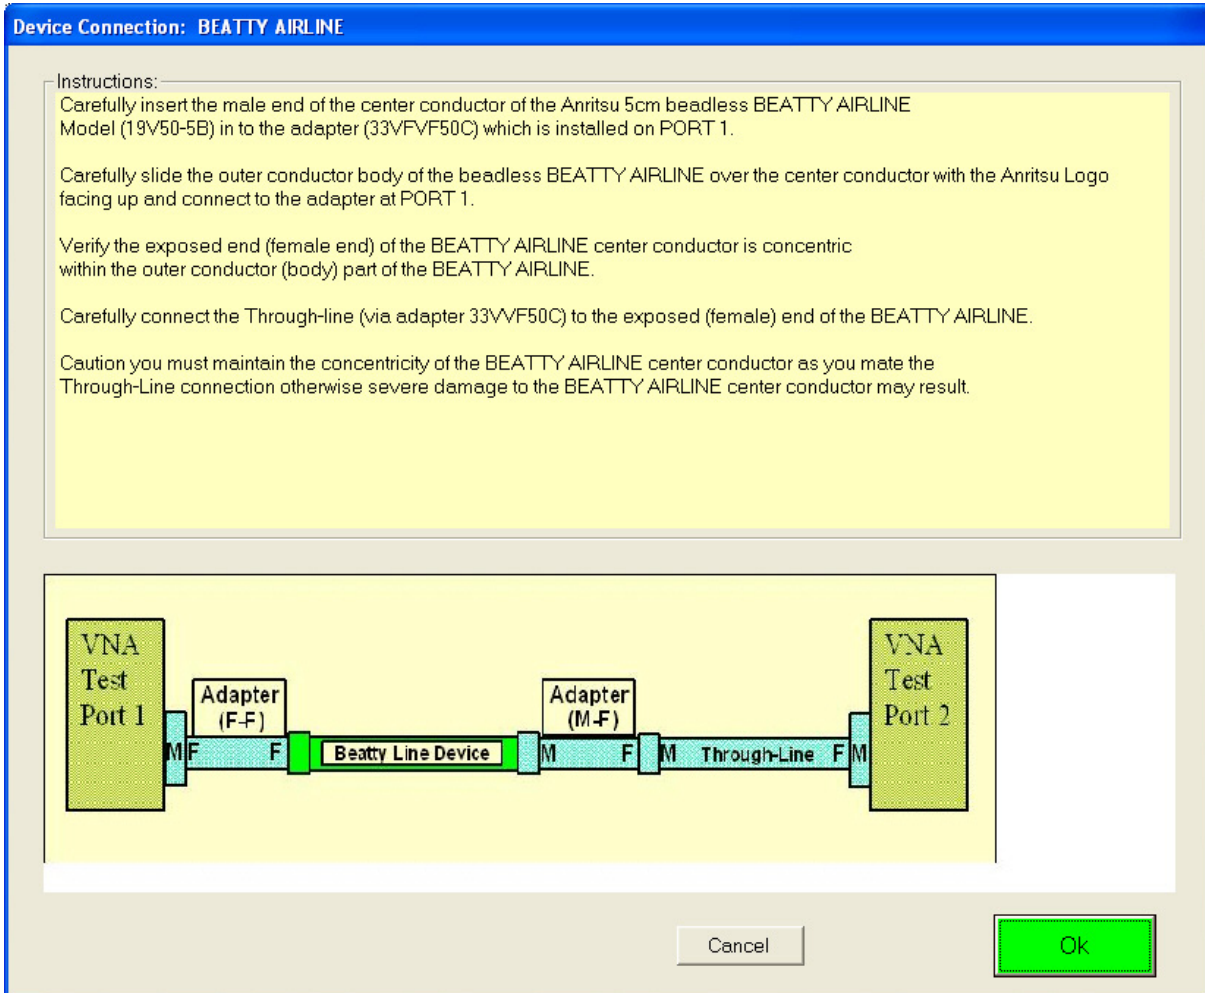 Device Connection: BEATTY AIRLINE
Instructions:
Carefully insert the male end of the center conductor of the Anritsu 5cm beadless BEATTY AIRLINE
Model (19V50-5B) in to the adapter (33VFVF50C) which is installed on PORT 1.
Carefully slide the outer conductor body of the beadless BEATTY AIRLINE over the center conductor with the Anritsu Logo
facing up and connect to the adapter at PORT 1.
Verify the exposed end (female end) of the BEATTY AIRLINE center conductor is concentric
within the outer conductor (body) part of the BEATTY AIRLINE.
Carefully connect the Through-line (via adapter 33VVF50C) to the exposed (female) end of the BEATTY AIRLINE.
Caution you must maintain the concentricity of the BEATTY AIRLINE center conductor as you mate the
Through-Line connection otherwise severe damage to the BEATTY AIRLINE center conductor may result.
VNA
Test
Port 1
Adapter
(F-F)
Adapter
(M-F)
VNA
Test
Port 2
M F F Beatty Line Device M F M Through-Line F M
Cancel
Ok